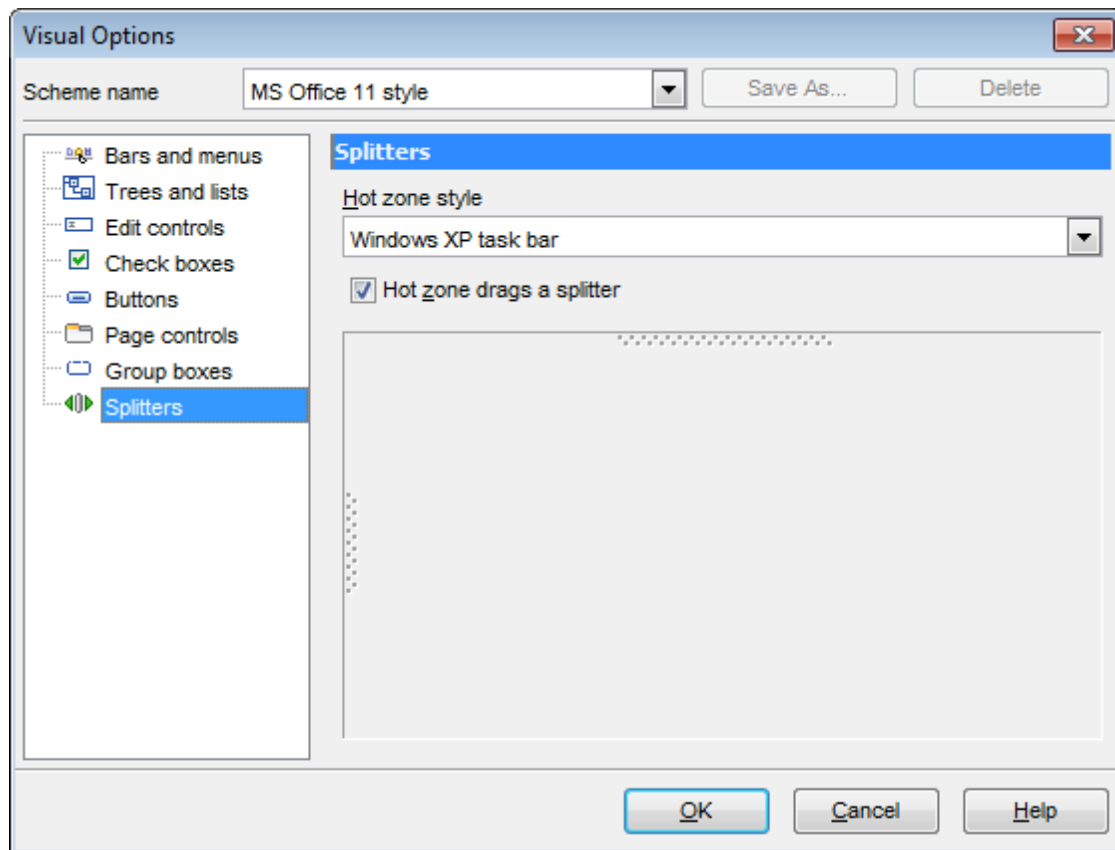 Visual Options
Scheme name MS Office 11 style Save As... Delete
Bars and menus
Trees and lists
Edit controls
Check boxes
Buttons
Page controls
Group boxes
Splitters
Splitters
Hot zone style
Windows XP task bar
Hot zone drags a splitter
OK Cancel Help